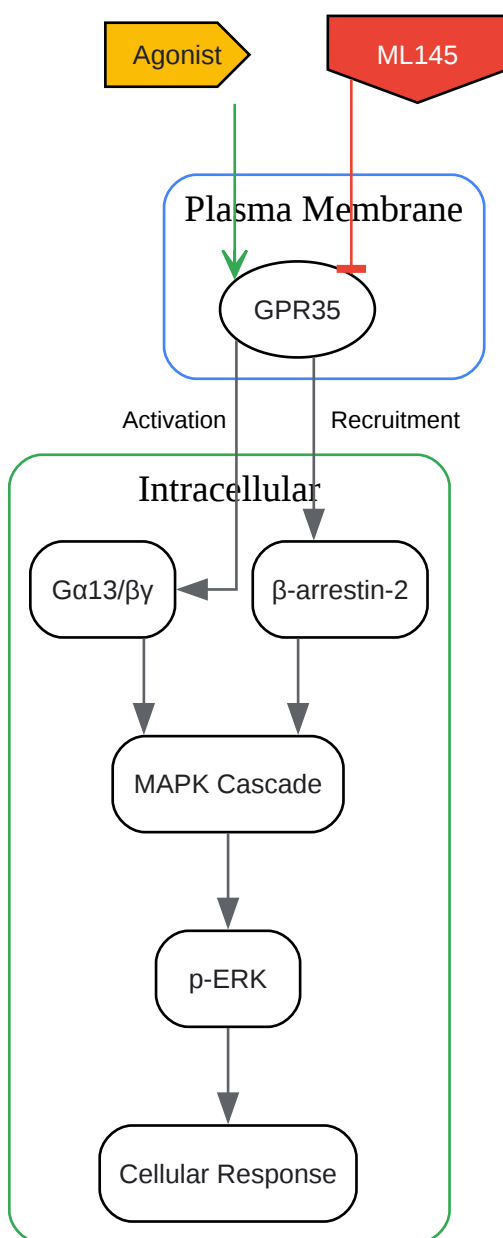 Agonist
ML145
Plasma Membrane
GPR35
Activation
Recruitment
Intracellular
Gα13/βγ
β-arrestin-2
MAPK Cascade
p-ERK
Cellular Response